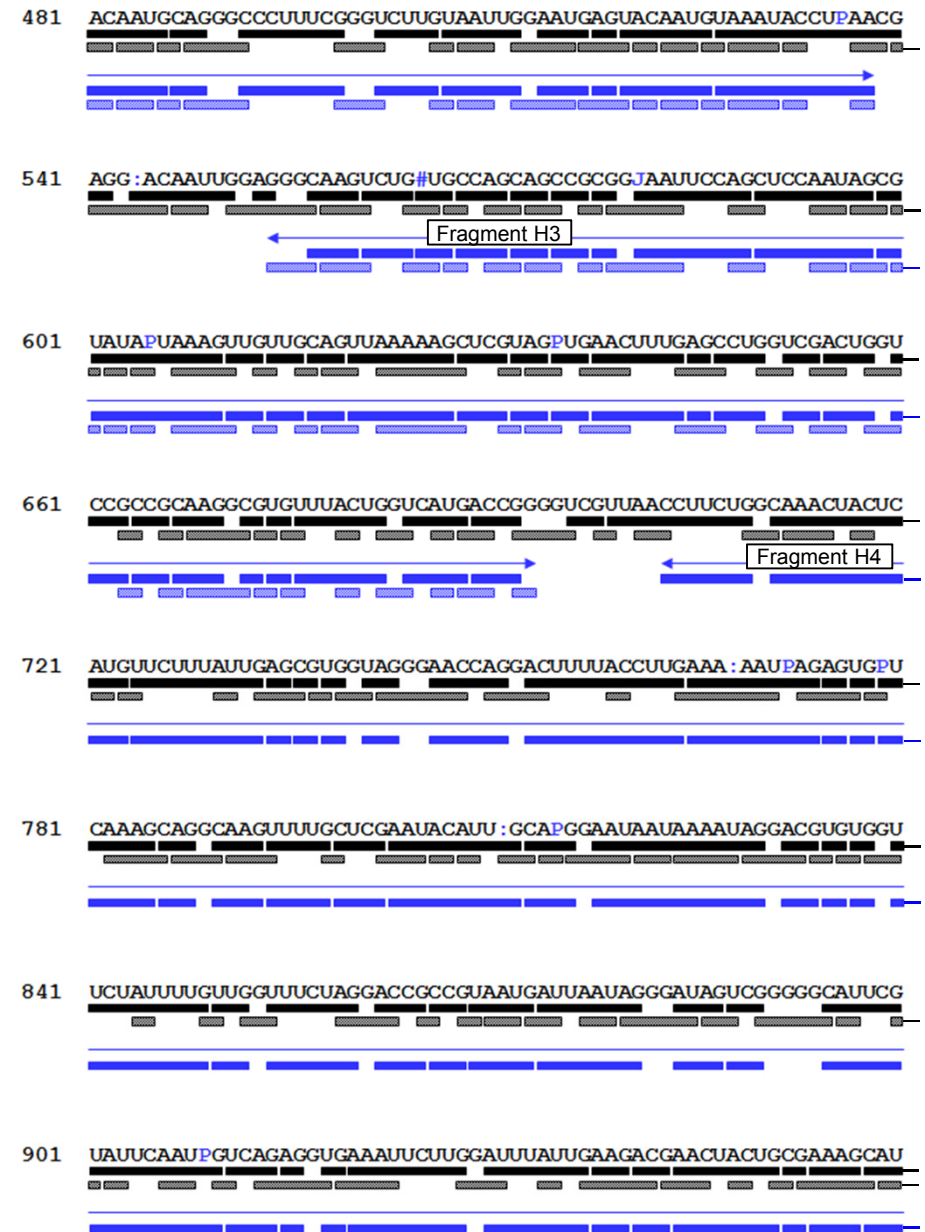 481 ACAAUGCAGGGCCCUUUCGGGUCUUGUAAUUGGAAUGAGUACAAUGUAAAUACCUPAACG
541 AGG:ACAAUUGGAGGGCAAGUCUG#UGCCAGCAGCCGCGGJAAUUCCAGCUCCAAUAGCG
Fragment H3
601 UAUAPUAAAGUUGUUGCAGUUAAAAAGCUCGUAGPUGAACUUUGAGCCUGGUCGACUGGU
661 CCGCCGCAAGGCGUGUUUACUGGUCAUGACCGGGGUCGUUAACCUUCUGGCAAACUACUC
Fragment H4
721 AUGUUCUUUAUUGAGCGUGGUAGGGAACCAGGACUUUUACCUUGAAA:AAUPAGAGUGPU
781 CAAAGCAGGCAAGUUUUGCUCGAAUACAUU:GCAPGGAAUAAUAAAAUAGGACGUGUGGU
841 UCUAUUUUGUUGGUUUCUAGGACCGCCGUAAUGAUUAAUAGGGAUAGUCGGGGGCAUUCG
901 UAUUCAAUPGUCAGAGGUGAAAUUCUUGGAUUUAUUGAAGACGAACUACUGCGAAAGCAU